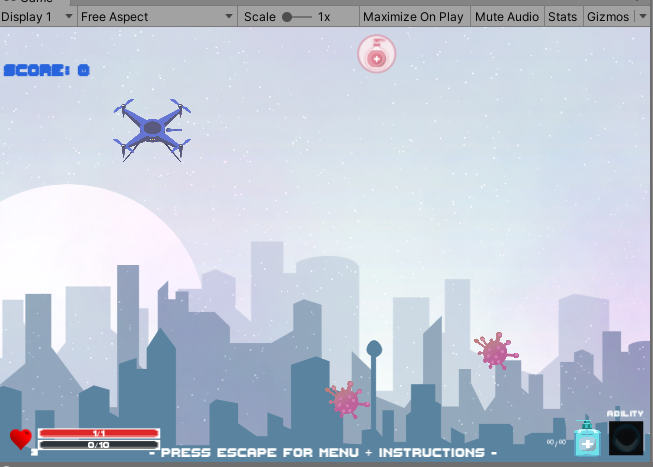 Display 1 Free Aspect Scale 1x Maximize On Play Mute Audio Stats Gizmos
SCORE: 0
ABILITY
1/1
0/10
∞/∞
- PRESS ESCAPE FOR MENU + INSTRUCTIONS -